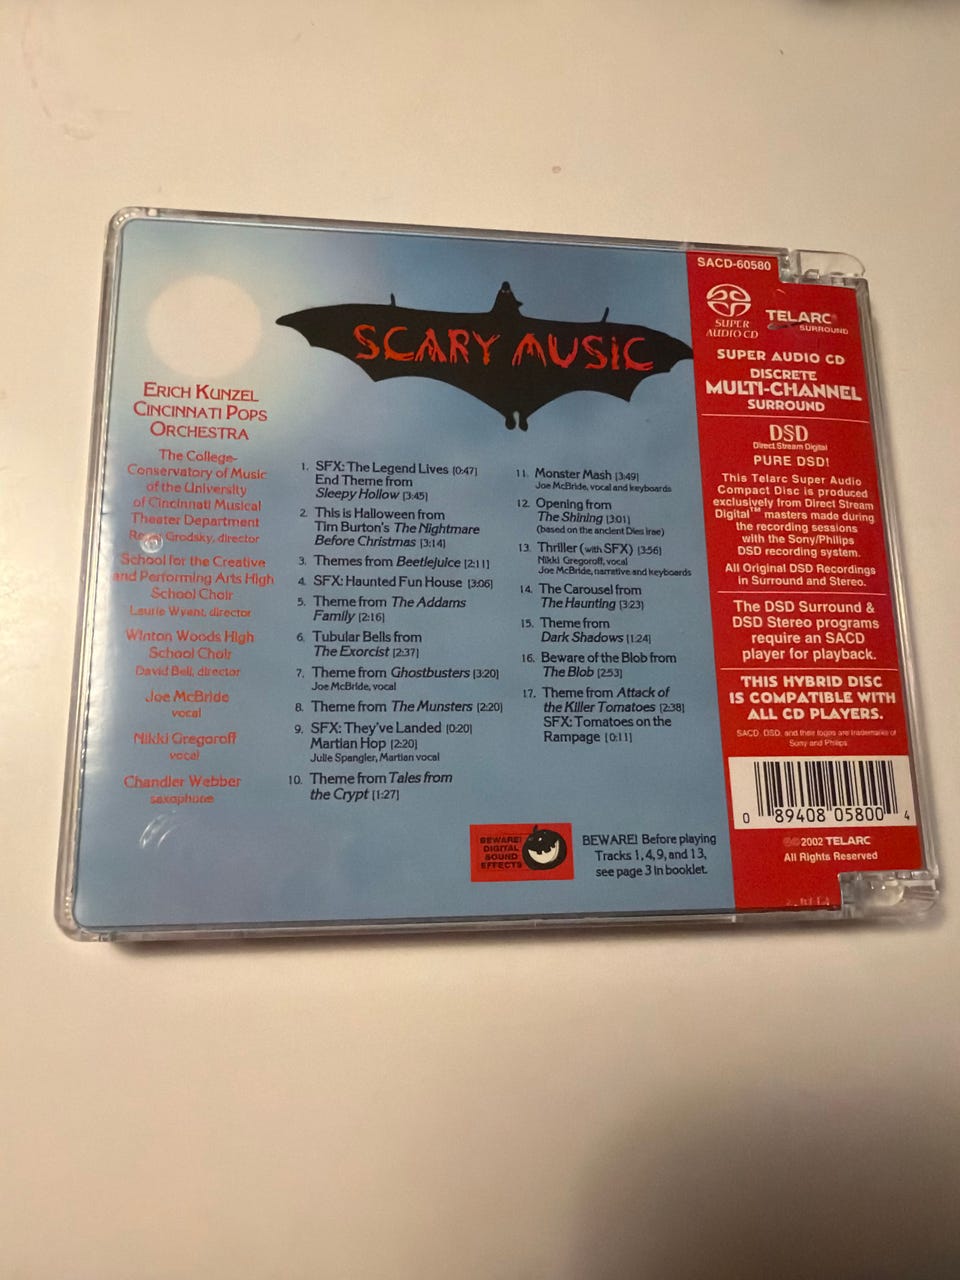 SCARY MUSIC
ERICH KUNZEL
CINCINNATI POPS
ORCHESTRA
The College-
Conservatory of Music
of the University
of Cincinnati Musical
Theater Department
Grodsky, director
School for the Creative
and Performing Arts High
School Choir
Laurie Wyant, director
Winton Woods High
School Choir
David Bell, director
Joe McBride
vocal
Nikki Gregoroff
vocal
Chandler Webber
saxophone
1. SFX: The Legend Lives [0:47]
End Theme from
Sleepy Hollow [3:45]
2. This is Halloween from
Tim Burton's The Nightmare
Before Christmas [3:14]
3. Themes from Beetlejuice [2:11]
4. SFX: Haunted Fun House [3:06]
5. Theme from The Addams
Family [2:16]
6. Tubular Bells from
The Exorcist [2:37]
7. Theme from Ghostbusters [3:20]
Joe McBride, vocal
8. Theme from The Munsters [2:20]
9. SFX: They've Landed [0:20]
Martian Hop [2:20]
Julie Spangler, Martian vocal
10. Theme from Tales from
the Crypt [1:27]
11. Monster Mash [3:49]
Joe McBride, vocal and keyboards
12. Opening from
The Shining [3:01]
(based on the ancient Dies irae)
13. Thriller (with SFX) [3:56]
Nikki Gregoroff, vocal
Joe McBride, narrative and keyboards
14. The Carousel from
The Haunting [3:23]
15. Theme from
Dark Shadows [1:24]
16. Beware of the Blob from
The Blob [2:53]
17. Theme from Attack of
the Killer Tomatoes [2:38]
SFX: Tomatoes on the
Rampage [0:11]
BEWARE!
DIGITAL
SOUND
EFFECTS
BEWARE! Before playing
Tracks 1, 4, 9, and 13,
see page 3 in booklet.
SACD-60580
SUPER
AUDIO CD
TELARC®
SURROUND
SUPER AUDIO CD
DISCRETE
MULTI-CHANNEL
SURROUND
DSD
Direct Stream Digital
PURE DSD!
This Telarc Super Audio
Compact Disc is produced
exclusively from Direct Stream
Digital™ masters made during
the recording sessions
with the Sony/Philips
DSD recording system.
All Original DSD Recordings
in Surround and Stereo.
The DSD Surround &
DSD Stereo programs
require an SACD
player for playback.
THIS HYBRID DISC
IS COMPATIBLE WITH
ALL CD PLAYERS.
SACD, DSD, and their logos are trademarks of
Sony and Philips
0 89408 05800 4
℗© 2002 TELARC
All Rights Reserved